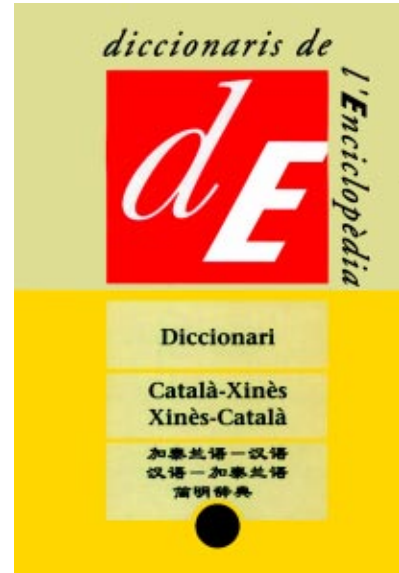 diccionaris de
l'Enciclopèdia
dE
Diccionari
Català-Xinès
Xinès-Català
加泰兰语－汉语
汉语－加泰兰语
简明辞典